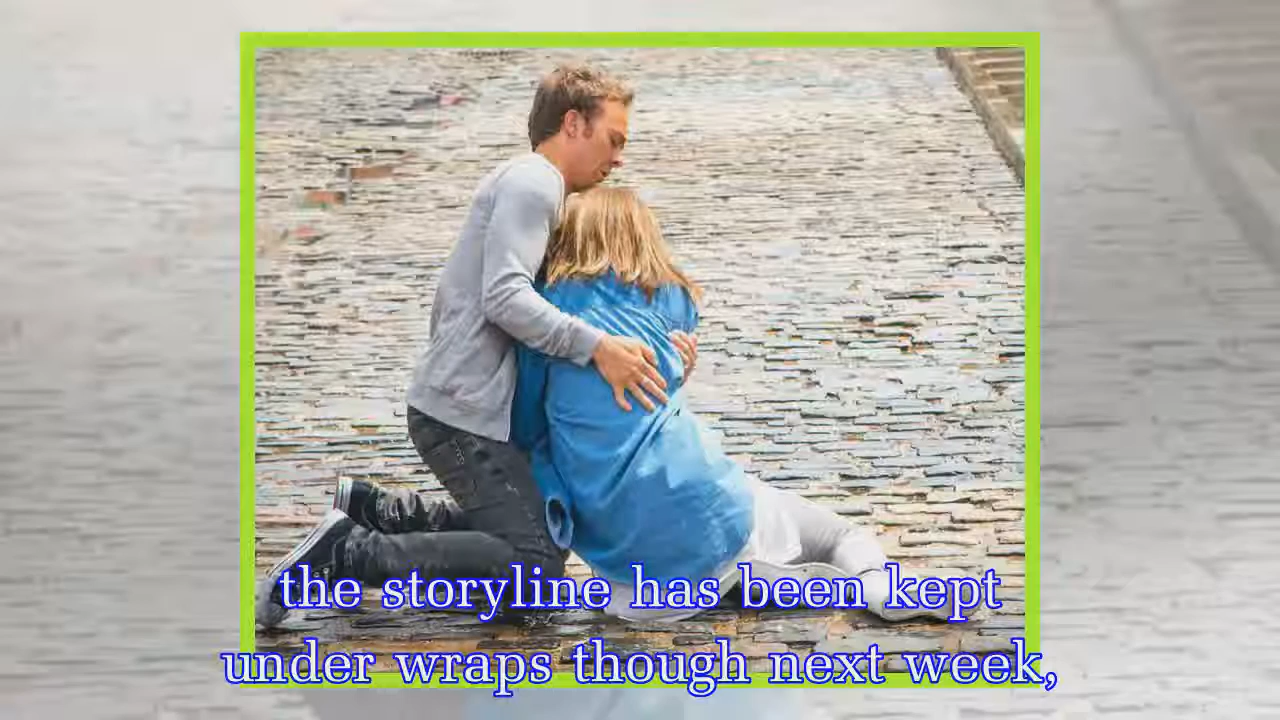 the storyline has been kept
under wraps though next week,